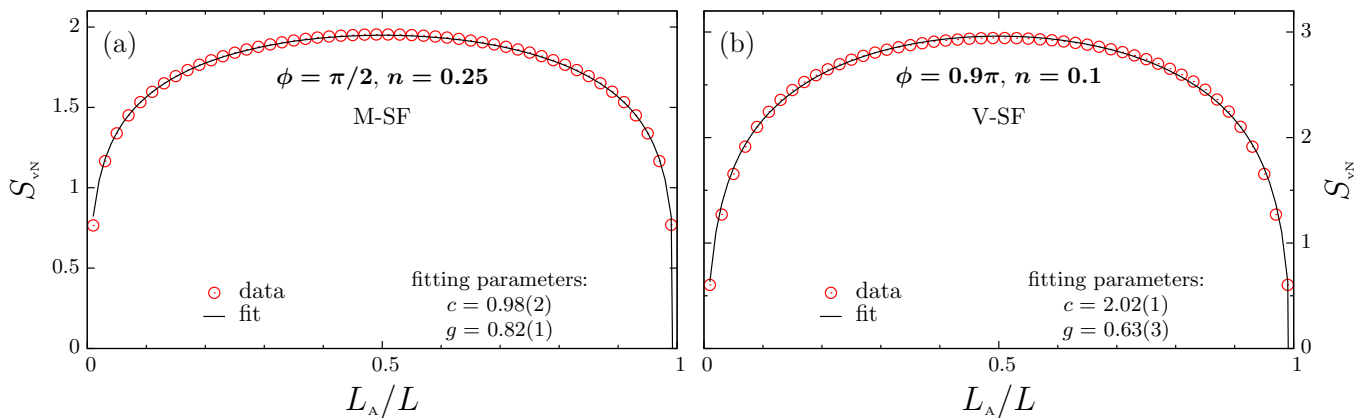 (a)
ϕ = π/2, n = 0.25
M-SF
data
fit
fitting parameters:
c = 0.98(2)
g = 0.82(1)
S_vN
2
1.5
1
0.5
0
0
0.5
1
L_A/L
(b)
ϕ = 0.9π, n = 0.1
V-SF
data
fit
fitting parameters:
c = 2.02(1)
g = 0.63(3)
3
2
1
0
S_vN
0
0.5
1
L_A/L